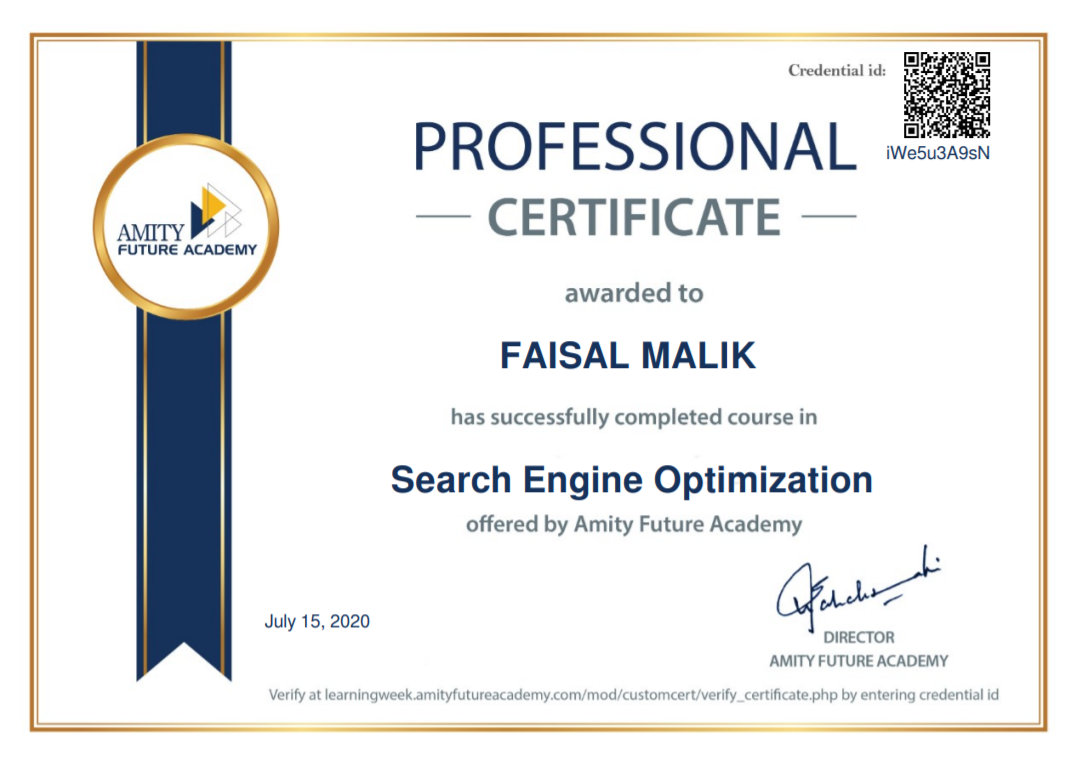 Credential id:
iWe5u3A9sN
PROFESSIONAL
CERTIFICATE
AMITY
FUTURE ACADEMY
awarded to
FAISAL MALIK
has successfully completed course in
Search Engine Optimization
offered by Amity Future Academy
July 15, 2020
DIRECTOR
AMITY FUTURE ACADEMY
Verify at learningweek.amityfutureacademy.com/mod/customcert/verify_certificate.php by entering credential id